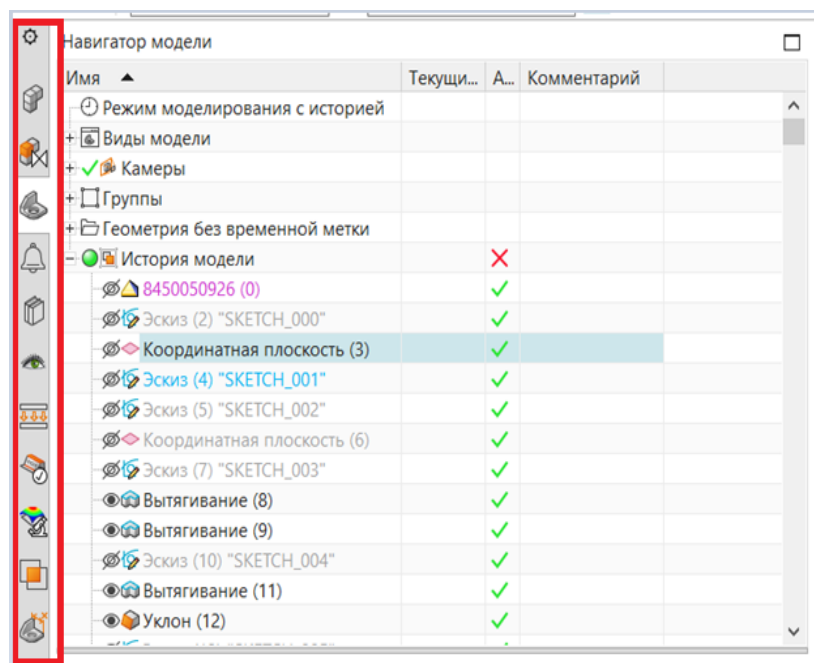 Навигатор модели
Имя Текущи... А... Комментарий
Режим моделирования с историей
Виды модели
Камеры
Группы
Геометрия без временной метки
История модели
8450050926 (0)
Эскиз (2) "SKETCH_000"
Координатная плоскость (3)
Эскиз (4) "SKETCH_001"
Эскиз (5) "SKETCH_002"
Координатная плоскость (6)
Эскиз (7) "SKETCH_003"
Вытягивание (8)
Вытягивание (9)
Эскиз (10) "SKETCH_004"
Вытягивание (11)
Уклон (12)